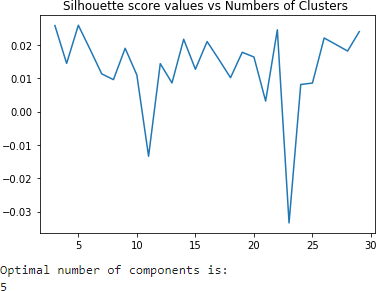 Silhouette score values vs Numbers of Clusters
0.02
0.01
0.00
−0.01
−0.02
−0.03
5 10 15 20 25 30
Optimal number of components is:
5